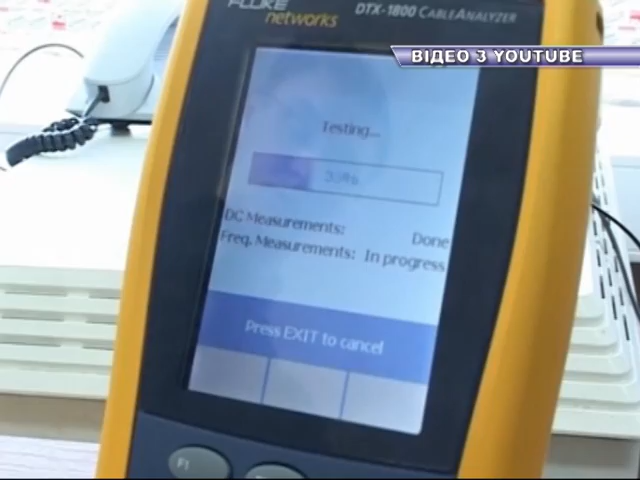 FLUKE
networks
DTX-1800 CABLEANALYZER
ВІДЕО З YOUTUBE
Testing...
DC Measurements: Done
Freq. Measurements: In progress
Press EXIT to cancel
F1